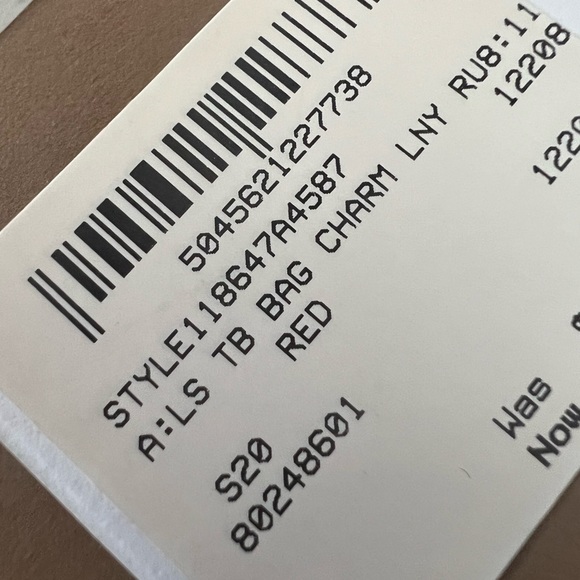 5045621227738
STYLE118647A4587
A:LS TB BAG CHARM LNY RU8:11
RED 12208
S20
80248601
Was
Now